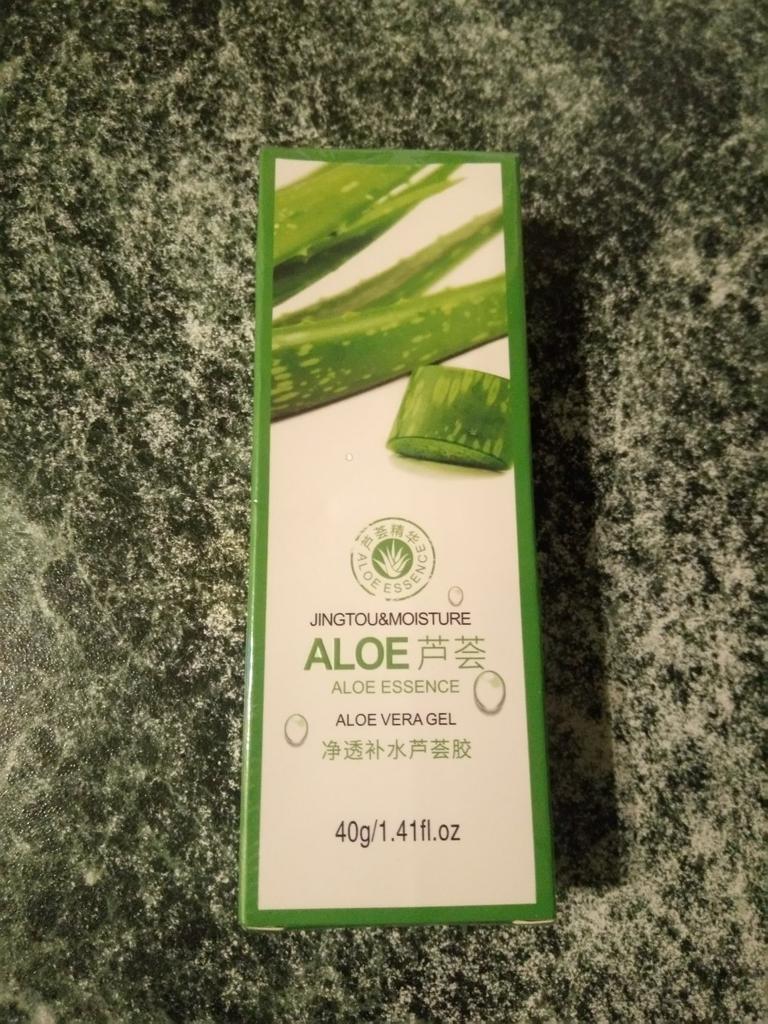 芦荟精华
ALOE ESSENCE
JINGTOU&MOISTURE
ALOE 芦荟
ALOE ESSENCE
ALOE VERA GEL
净透补水芦荟胶
40g/1.41fl.oz